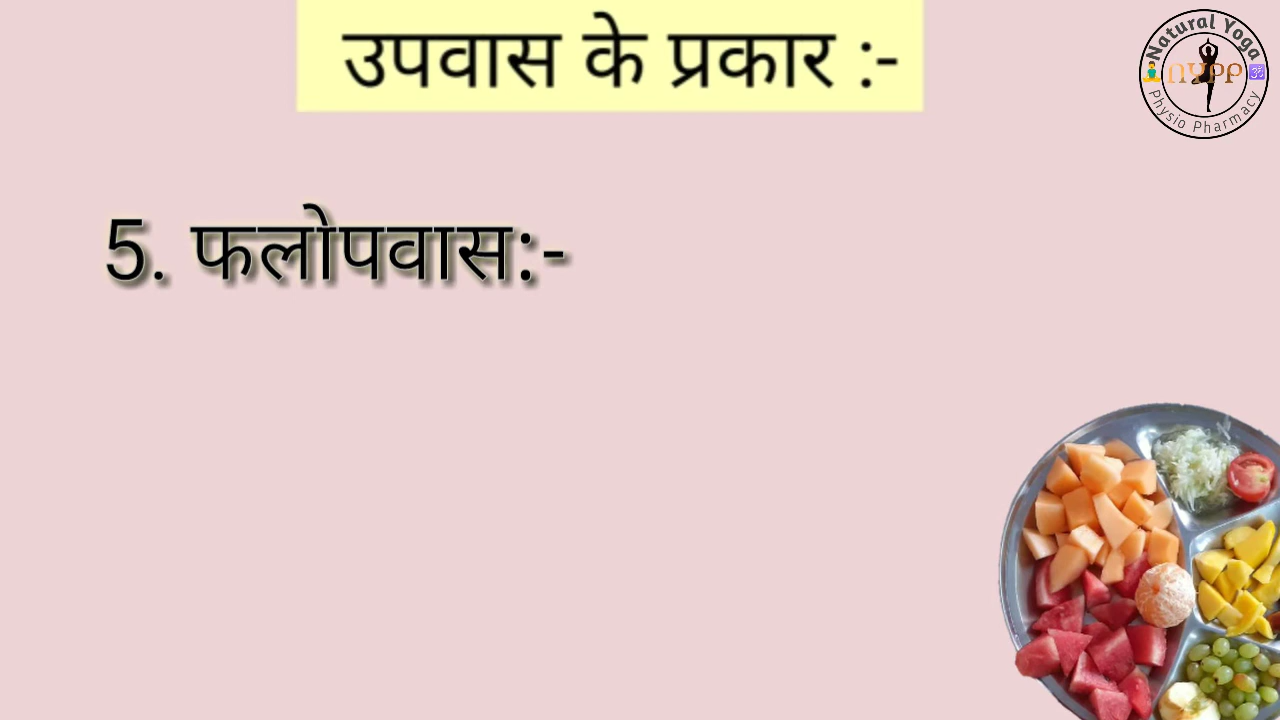 उपवास के प्रकार :-
Natural Yoga
NYPP
Physio Pharmacy
5. फलोपवास:-